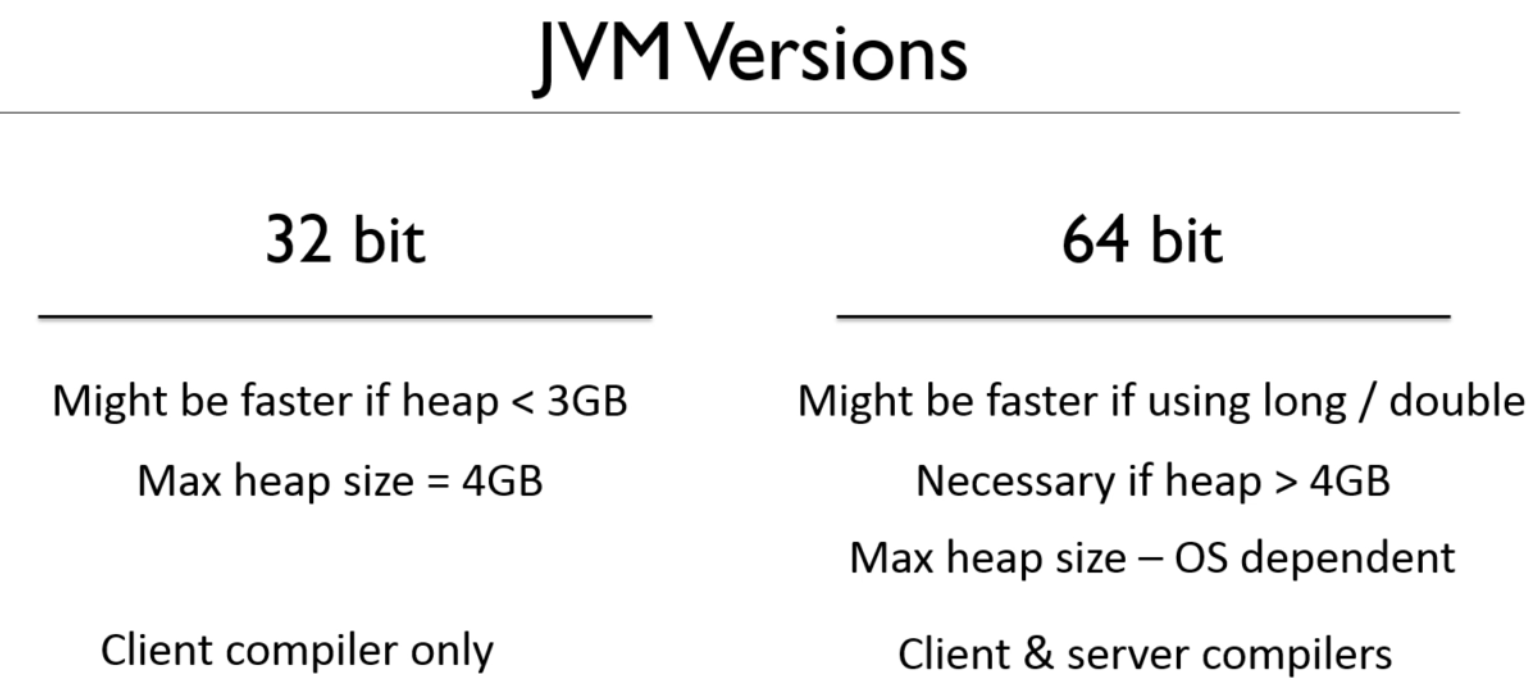 JVM Versions
32 bit
Might be faster if heap < 3GB
Max heap size = 4GB
Client compiler only
64 bit
Might be faster if using long / double
Necessary if heap > 4GB
Max heap size – OS dependent
Client & server compilers